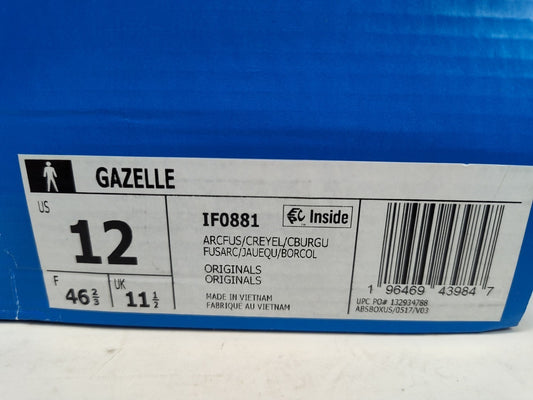 GAZELLE
US
12
F
46 2/3
UK
11 1/2
IF0881
Inside
ARCFUS/CREYEL/CBURGU
FUSARC/JAUEQU/BORCOL
ORIGINALS
ORIGINALS
MADE IN VIETNAM
FABRIQUE AU VIETNAM
1 96469 43984 7
UPC PO# 132934788
ABSBOXUS/0517/V03